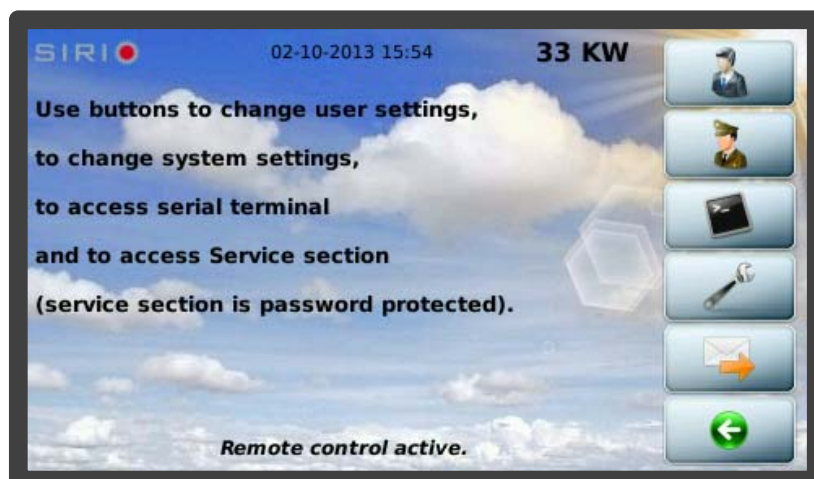 SIRIO 02-10-2013 15:54 33 KW
Use buttons to change user settings,
to change system settings,
to access serial terminal
and to access Service section
(service section is password protected).
Remote control active.